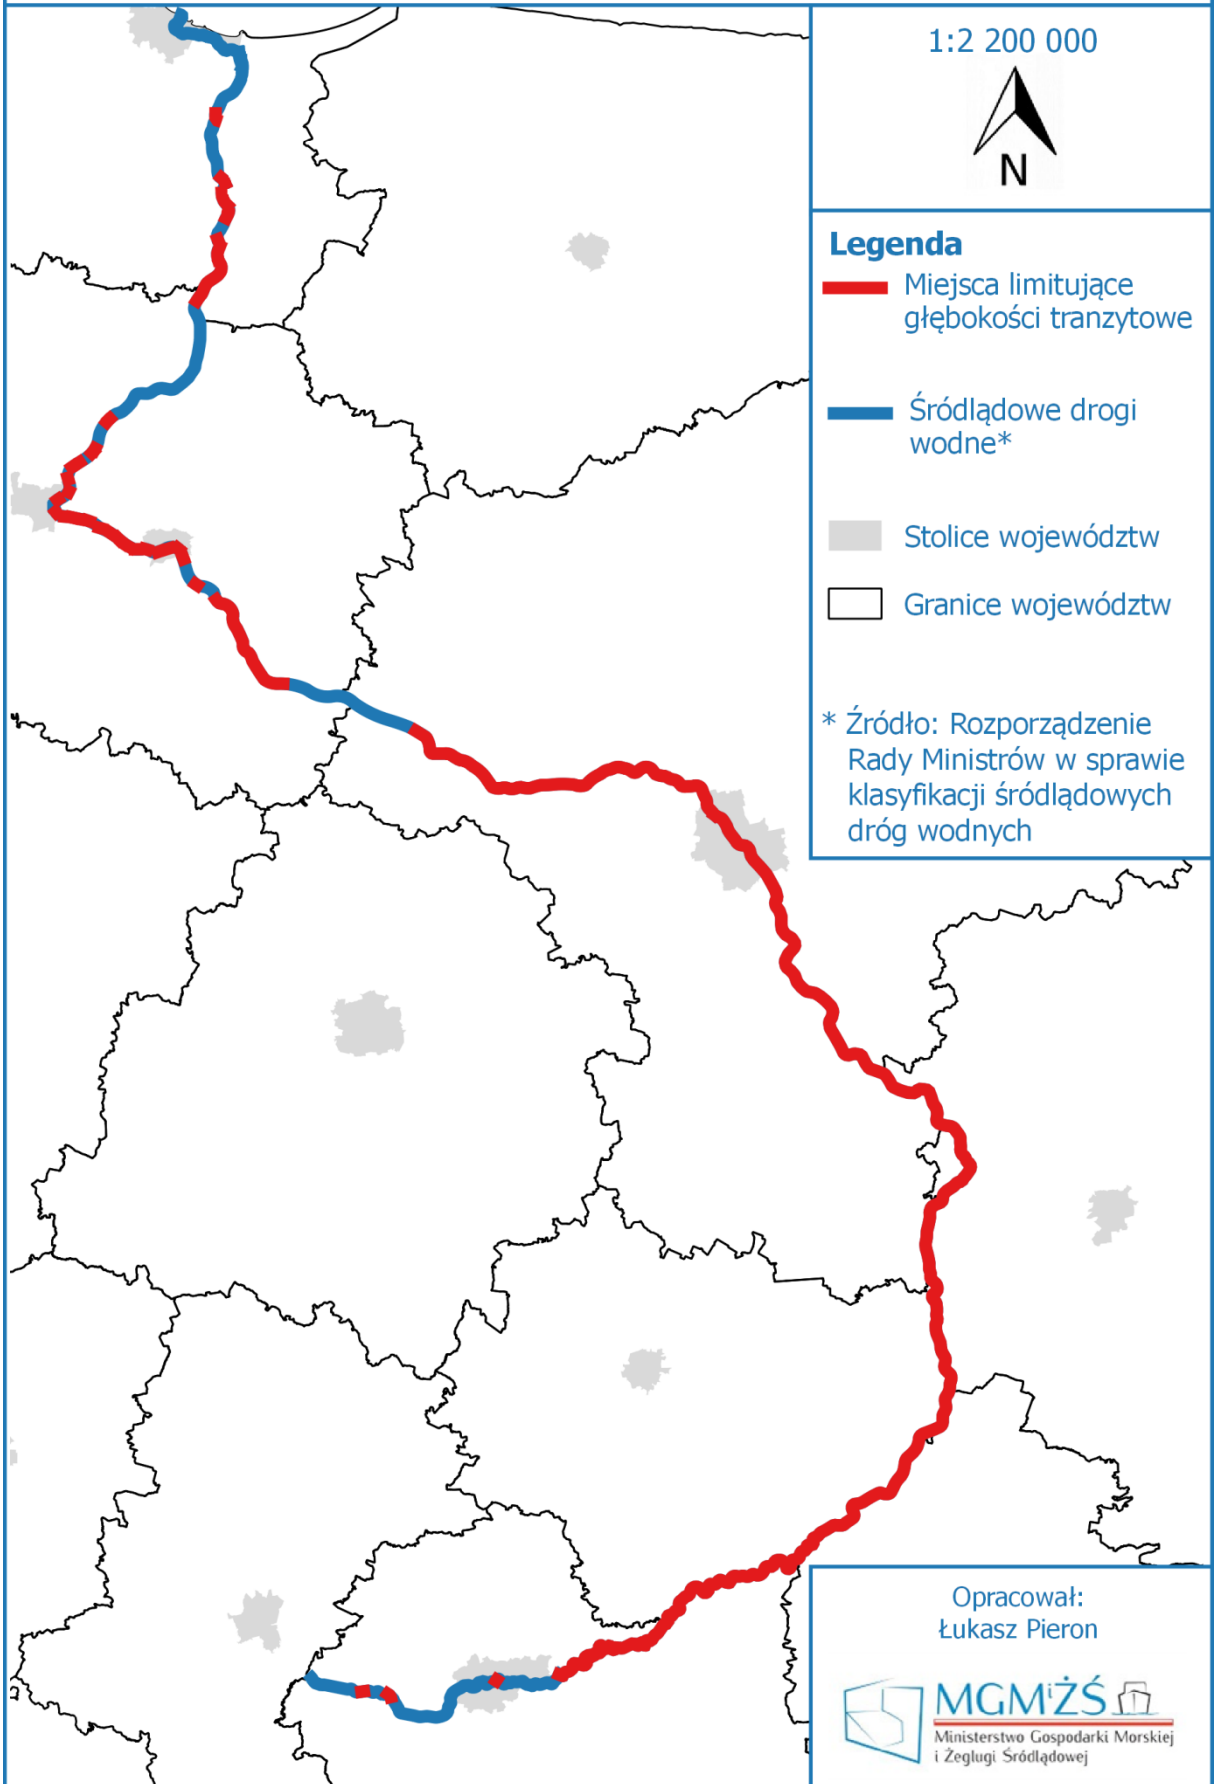 1:2 200 000
N
Legenda
Miejsca limitujące
głębokości tranzytowe
Śródlądowe drogi
wodne*
Stolice województw
Granice województw
* Źródło: Rozporządzenie
Rady Ministrów w sprawie
klasyfikacji śródlądowych
dróg wodnych
Opracował:
Łukasz Pieron
MGMiŻŚ
Ministerstwo Gospodarki Morskiej
i Żeglugi Śródlądowej